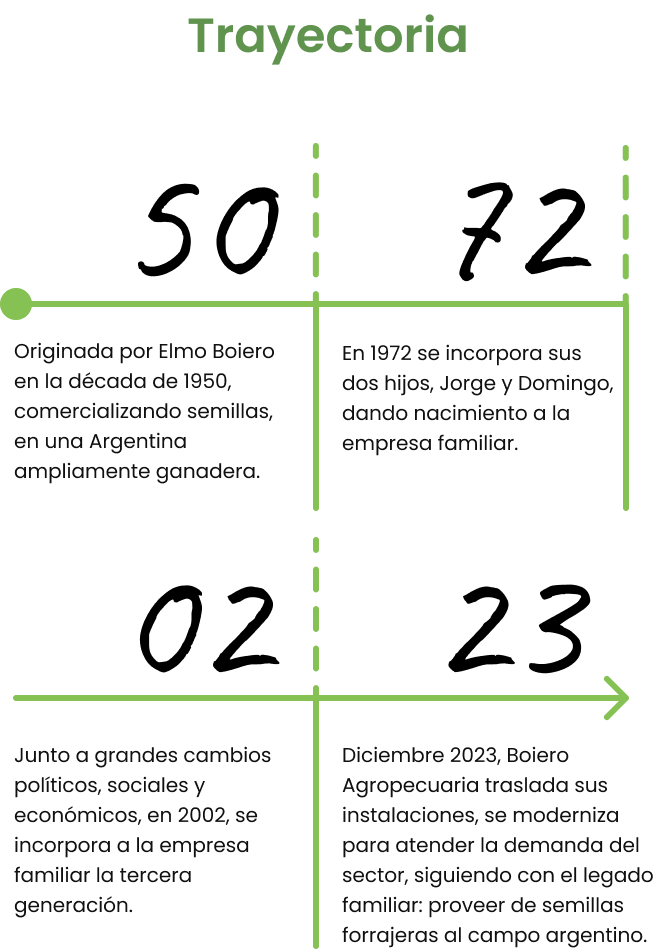 Trayectoria
50
Originada por Elmo Boiero
en la década de 1950,
comercializando semillas,
en una Argentina
ampliamente ganadera.
72
En 1972 se incorpora sus
dos hijos, Jorge y Domingo,
dando nacimiento a la
empresa familiar.
02
Junto a grandes cambios
políticos, sociales y
económicos, en 2002, se
incorpora a la empresa
familiar la tercera
generación.
23
Diciembre 2023, Boiero
Agropecuaria traslada sus
instalaciones, se moderniza
para atender la demanda del
sector, siguiendo con el legado
familiar: proveer de semillas
forrajeras al campo argentino.